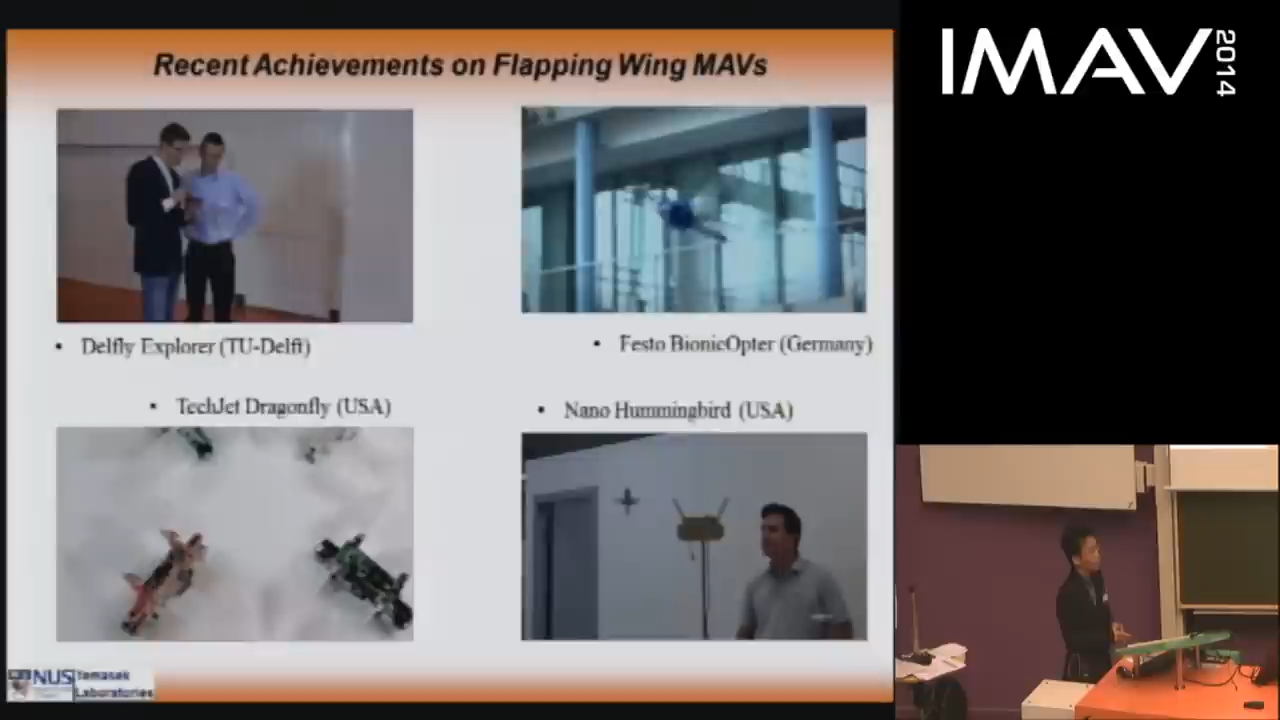 Recent Achievements on Flapping Wing MAVs
IMAV 2014
• Delfly Explorer (TU-Delft)
• Festo BionicOpter (Germany)
• TechJet Dragonfly (USA)
• Nano Hummingbird (USA)
NUS Temasek
Laboratories